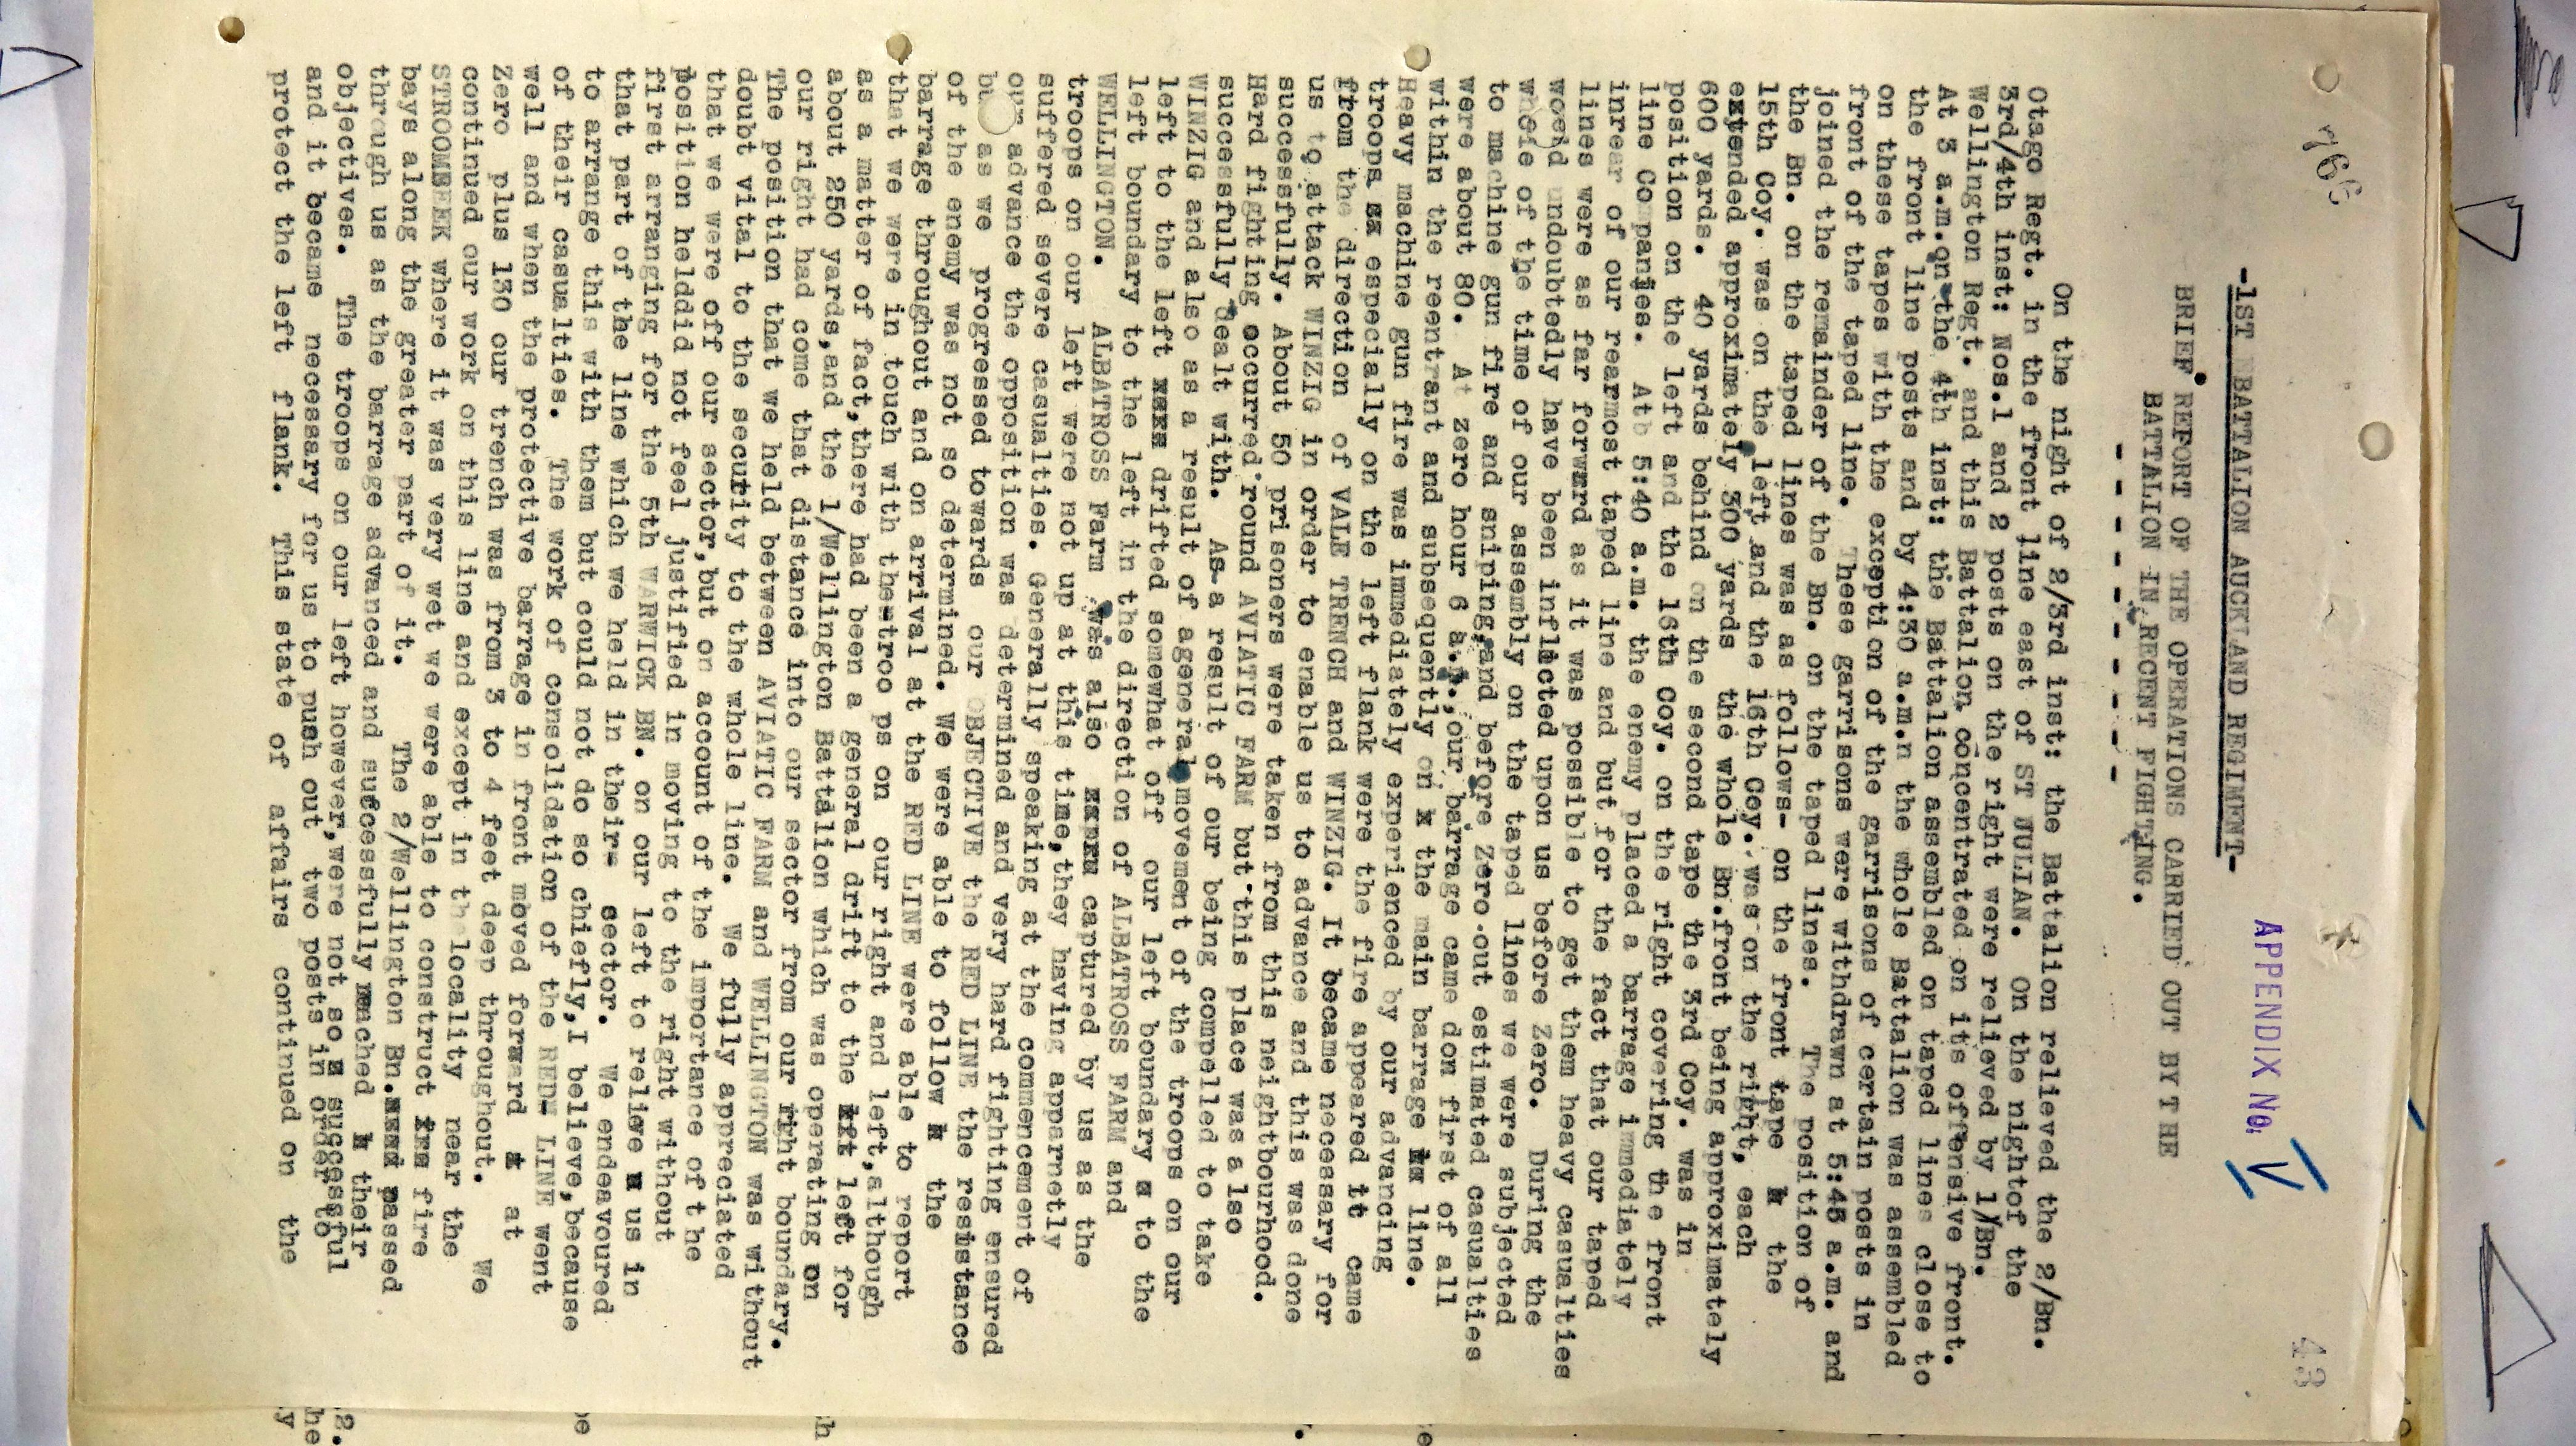 765
43
APPENDIX No. V
-1ST BATTALION AUCKLAND REGIMENT-
BRIEF REPORT OF THE OPERATIONS CARRIED OUT BY T HE
BATTALION IN RECENT FIGHTING.
- - - - - - - - -
On the night of 2/3rd inst: the Battalion relieved the 2/Bn.
Otago Regt. in the front line east of ST JULIAN. On the nightof the
3rd/4th inst: Nos.1 and 2 posts on the right were relieved by 1/Bn.
Wellington Regt. and this Battalion concentrated on its offensive front.
At 3 a.m.on the 4th inst: the Battalion assembled on taped lines close to
the front line posts and by 4:30 a.m.n the whole Battalion was assembled
on these tapes with the exception of the garrisons of certain posts in
front of the taped line. These garrisons were withdrawn at 5:45 a.m. and
joined the remainder of the Bn. on the taped lines. The position of
the Bn. on the taped lines was as follows- on the front tape the
15th Coy. was on the left and the 16th Coy. was on the right, each
extended approximately 300 yards the whole Bn.front being approximately
600 yards. 40 yards behind on the second tape the 3rd Coy. was in
position on the left and the 16th Coy. on the right covering the front
line Companies. At 5:40 a.m. the enemy placed a barrage immediately
inrear of our rearmost taped line and but for the fact that our taped
lines were as far forward as it was possible to get them heavy casualties
would undoubtedly have been inflicted upon us before Zero. During the
whole of the time of our assembly on the taped lines we were subjected
to machine gun fire and sniping,and before Zero out estimated casualties
were about 80. At zero hour 6 a.m.,our barrage came don first of all
within the reentrant and subsequently on the main barrage line.
Heavy machine gun fire was immediately experienced by our advancing
troops especially on the left flank were the fire appeared it came
from the direction of VALE TRENCH and WINZIG. It became necessary for
us to attack WINZIG in order to enable us to advance and this was done
successfully. About 50 prisoners were taken from this neightbourhood.
Hard fighting occurred round AVIATIC FARM but this place was also
successfully dealt with. As a result of our being compelled to take
WINZIG and also as a result of ageneral movement of the troops on our
left to the left drifted somewhat off our left boundary to the
left boundary to the left in the direction of ALBATROSS FARM and
WELLINGTON. ALBATROSS Farm was also captured by us as the
troops on our left were not up at this time,they having apparnetly
suffered severe casualties. Generally speaking at the commencement of
our advance the opposition was determined and very hard fighting ensured
but as we progressed towards our OBJECTIVE the RED LINE the resistance
of the enemy was not so determined. We were able to follow the
barrage throughout and on arrival at the RED LINE were able to report
that we were in touch with the troo ps on our right and left,although
as a matter of fact,there had been a general drift to the left for
about 250 yards,and the 1/Wellington Battalion which was operating on
our right had come that distance into our sector from our right boundary.
The position that we held between AVIATIC FARM and WELLINGTON was without
doubt vital to the security to the whole line. We fully appreciated
that we were off our sector,but on account of the importance of t he
position helddid not feel justified in moving to the right without
first arranging for the 5th WARWICK BN. on our left to relieve us in
that part of the line which we held in their sector. We endeavoured
to arrange this with them but could not do so chiefly,I believe,because
of their casualties. The work of consolidation of the RED LINE went
well and when the protective barrage in front moved forward at
Zero plus 130 our trench was from 3 to 4 feet deep throughout. We
continued our work on this line and except in the locality near the
STROOMBEEK where it was very wet we were able to construct fire
bays along the greater part of it. The 2/Wellington Bn. passed
through us as the barrage advanced and successfully reached their
objectives. The troops on our left however,were not so successful
and it became necessary for us to push out two posts in order to
protect the left flank. This state of affairs continued on the
2.
he
y
be
h